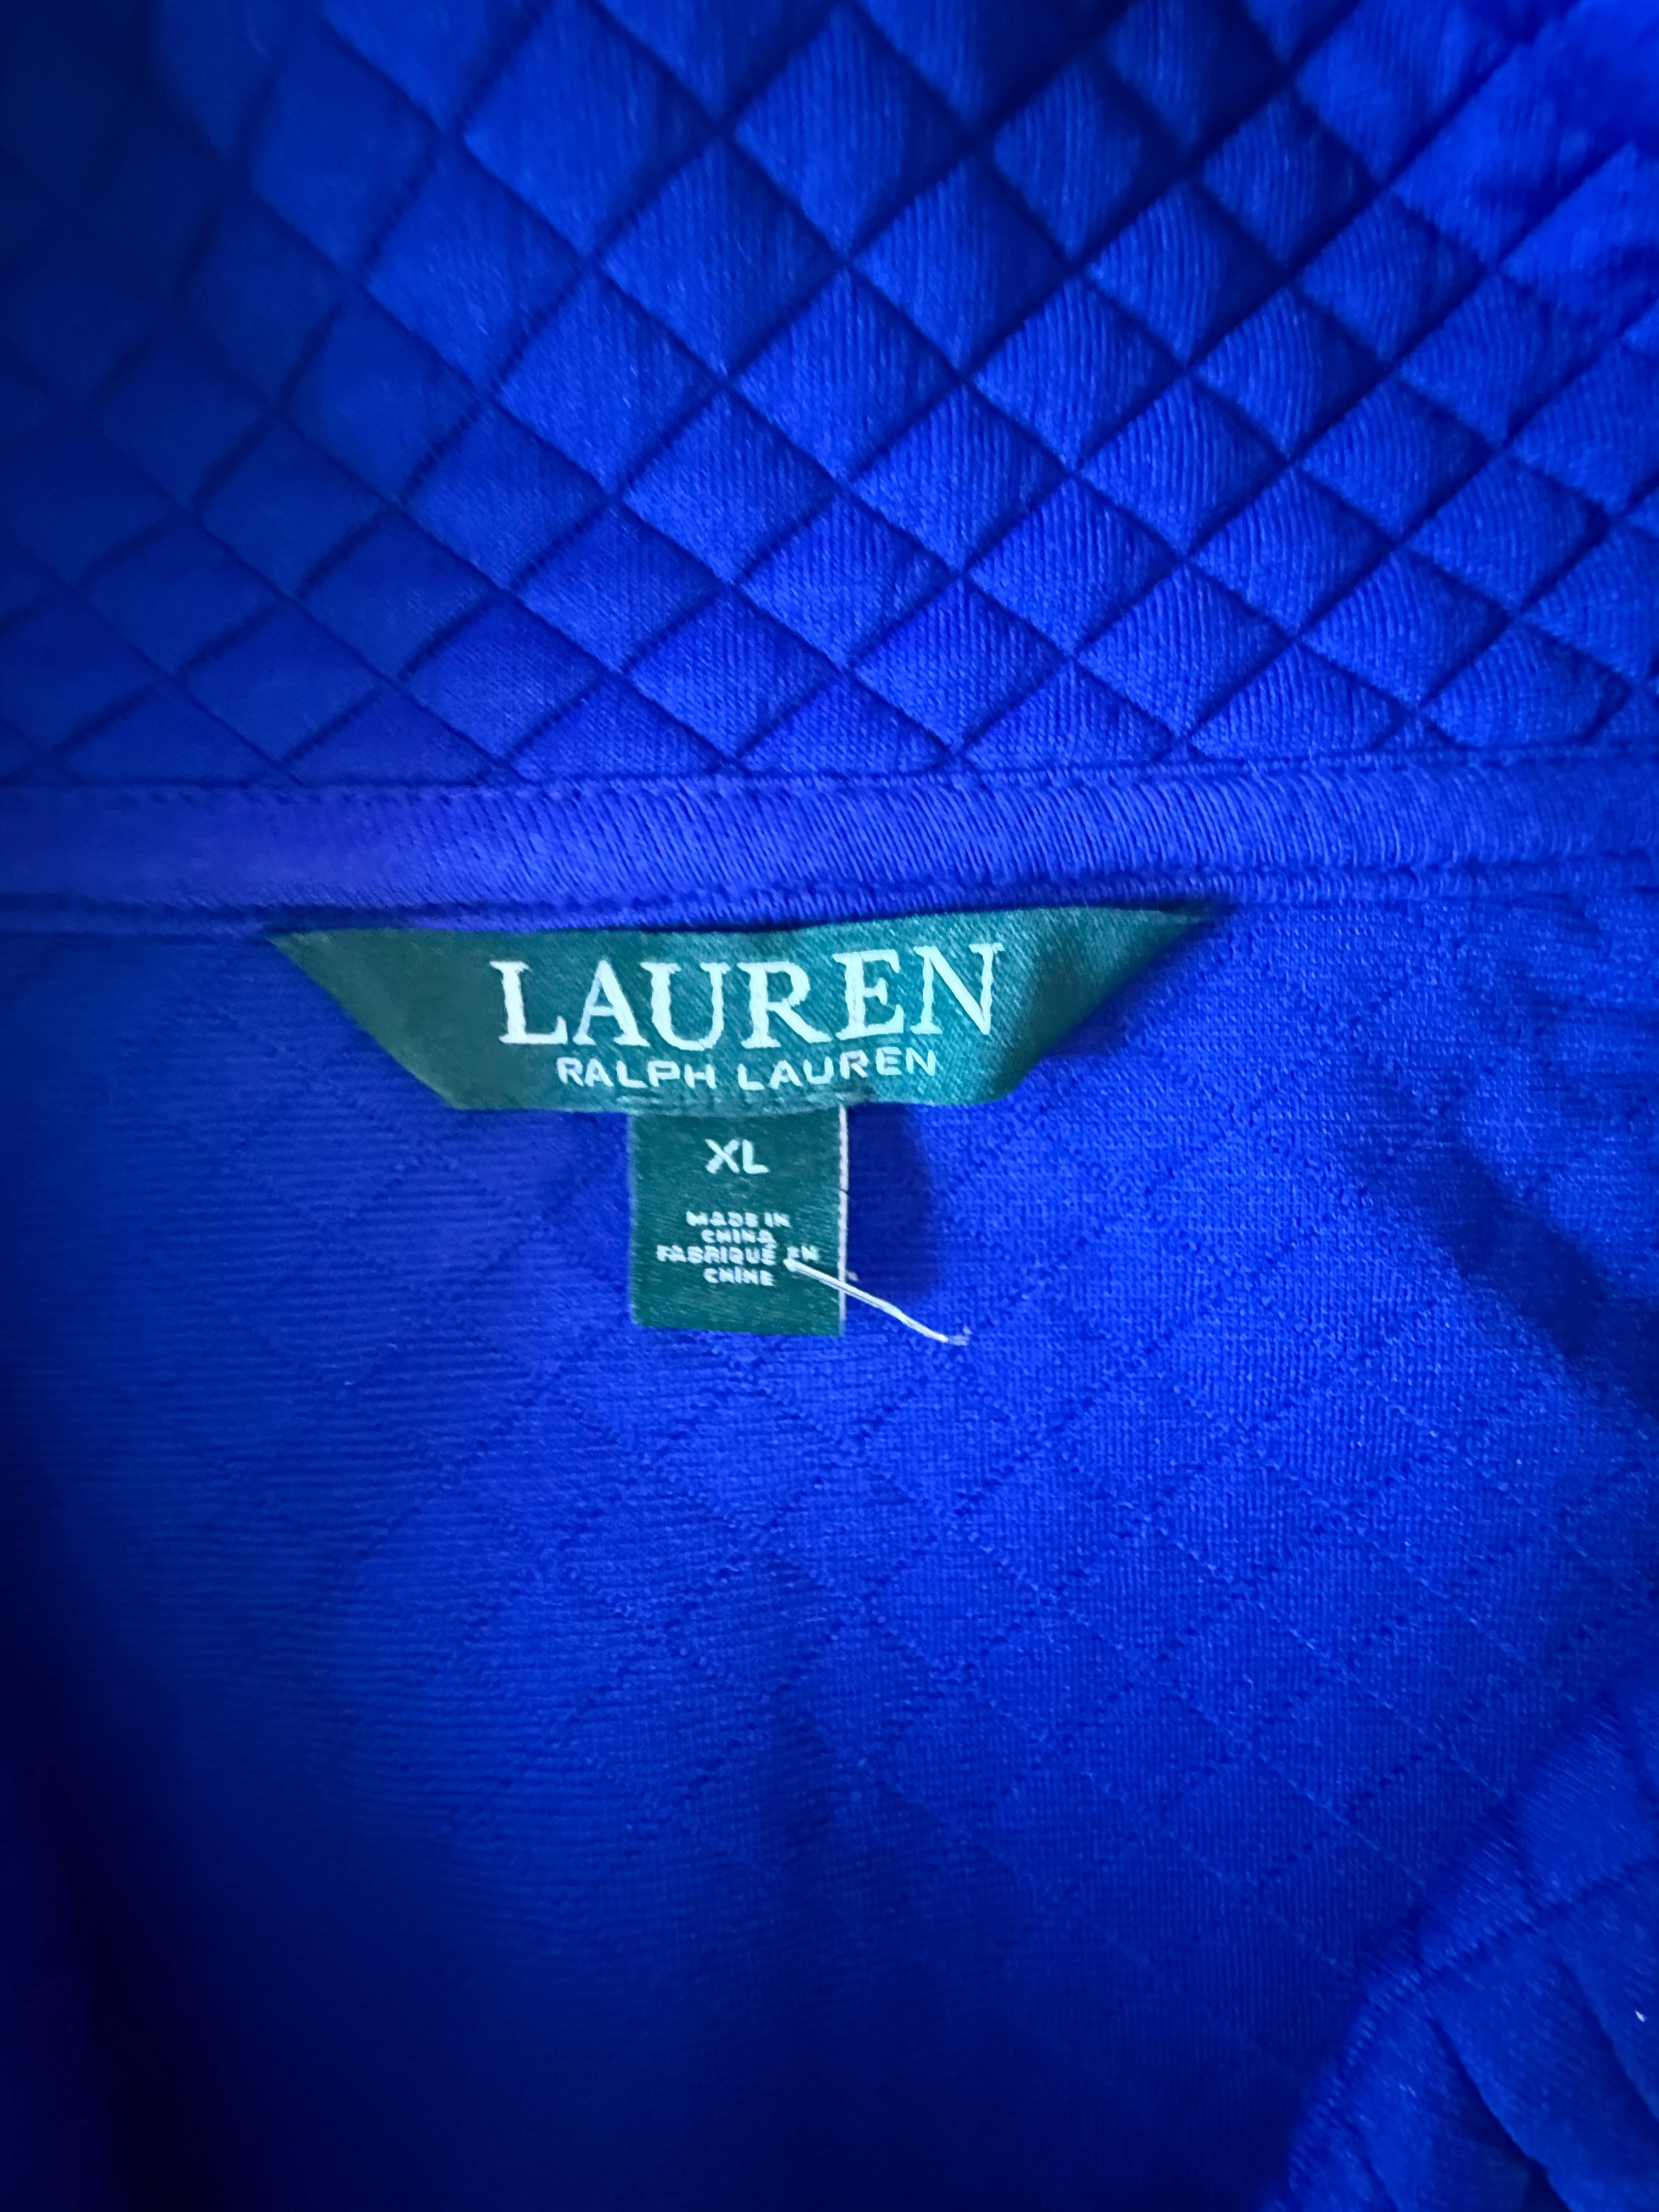 LAUREN
RALPH LAUREN
XL
MADE IN
CHINA
FABRIQUÉ EN
CHINE